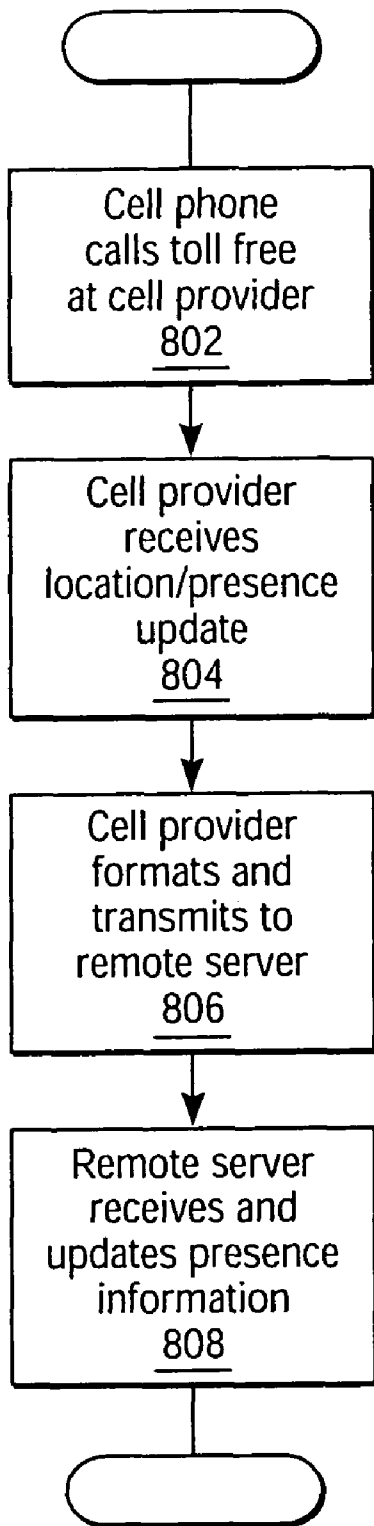 Cell phone
calls toll free
at cell provider
802
Cell provider
receives
location/presence
update
804
Cell provider
formats and
transmits to
remote server
806
Remote server
receives and
updates presence
information
808